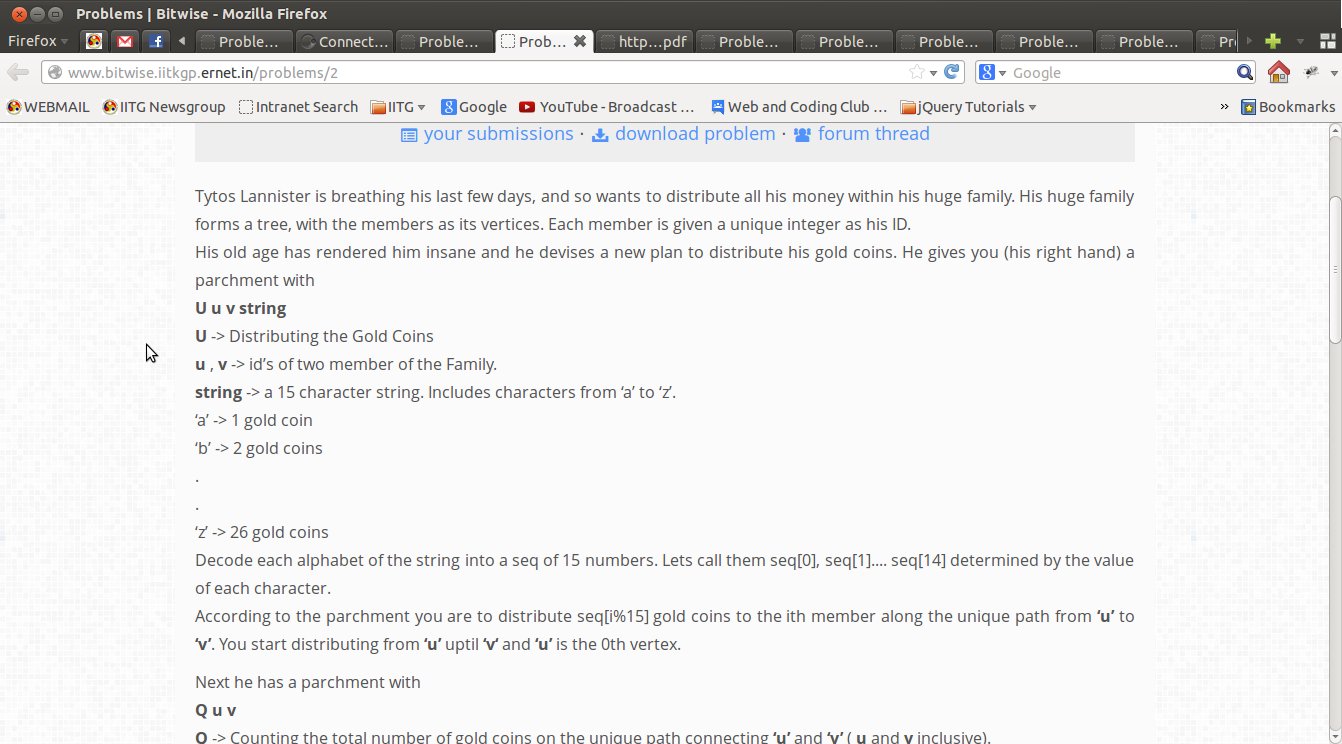 Problems | Bitwise - Mozilla Firefox
Firefox
Proble...
Connect...
Proble...
Prob...
http...pdf
Proble...
Proble...
Proble...
Proble...
Proble...
www.bitwise.iitkgp.ernet.in/problems/2
Google
WEBMAIL
IITG Newsgroup
Intranet Search
IITG
Google
YouTube - Broadcast ...
Web and Coding Club ...
jQuery Tutorials
»
Bookmarks
your submissions · download problem · forum thread
Tytos Lannister is breathing his last few days, and so wants to distribute all his money within his huge family. His huge family
forms a tree, with the members as its vertices. Each member is given a unique integer as his ID.
His old age has rendered him insane and he devises a new plan to distribute his gold coins. He gives you (his right hand) a
parchment with
U u v string
U -> Distributing the Gold Coins
u , v -> id’s of two member of the Family.
string -> a 15 character string. Includes characters from ‘a’ to ‘z’.
‘a’ -> 1 gold coin
‘b’ -> 2 gold coins
.
.
‘z’ -> 26 gold coins
Decode each alphabet of the string into a seq of 15 numbers. Lets call them seq[0], seq[1].... seq[14] determined by the value
of each character.
According to the parchment you are to distribute seq[i%15] gold coins to the ith member along the unique path from ‘u’ to
‘v’. You start distributing from ‘u’ uptil ‘v‘ and ‘u’ is the 0th vertex.
Next he has a parchment with
Q u v
Q -> Counting the total number of gold coins on the unique path connecting ‘u’ and ‘v’ ( u and v inclusive).